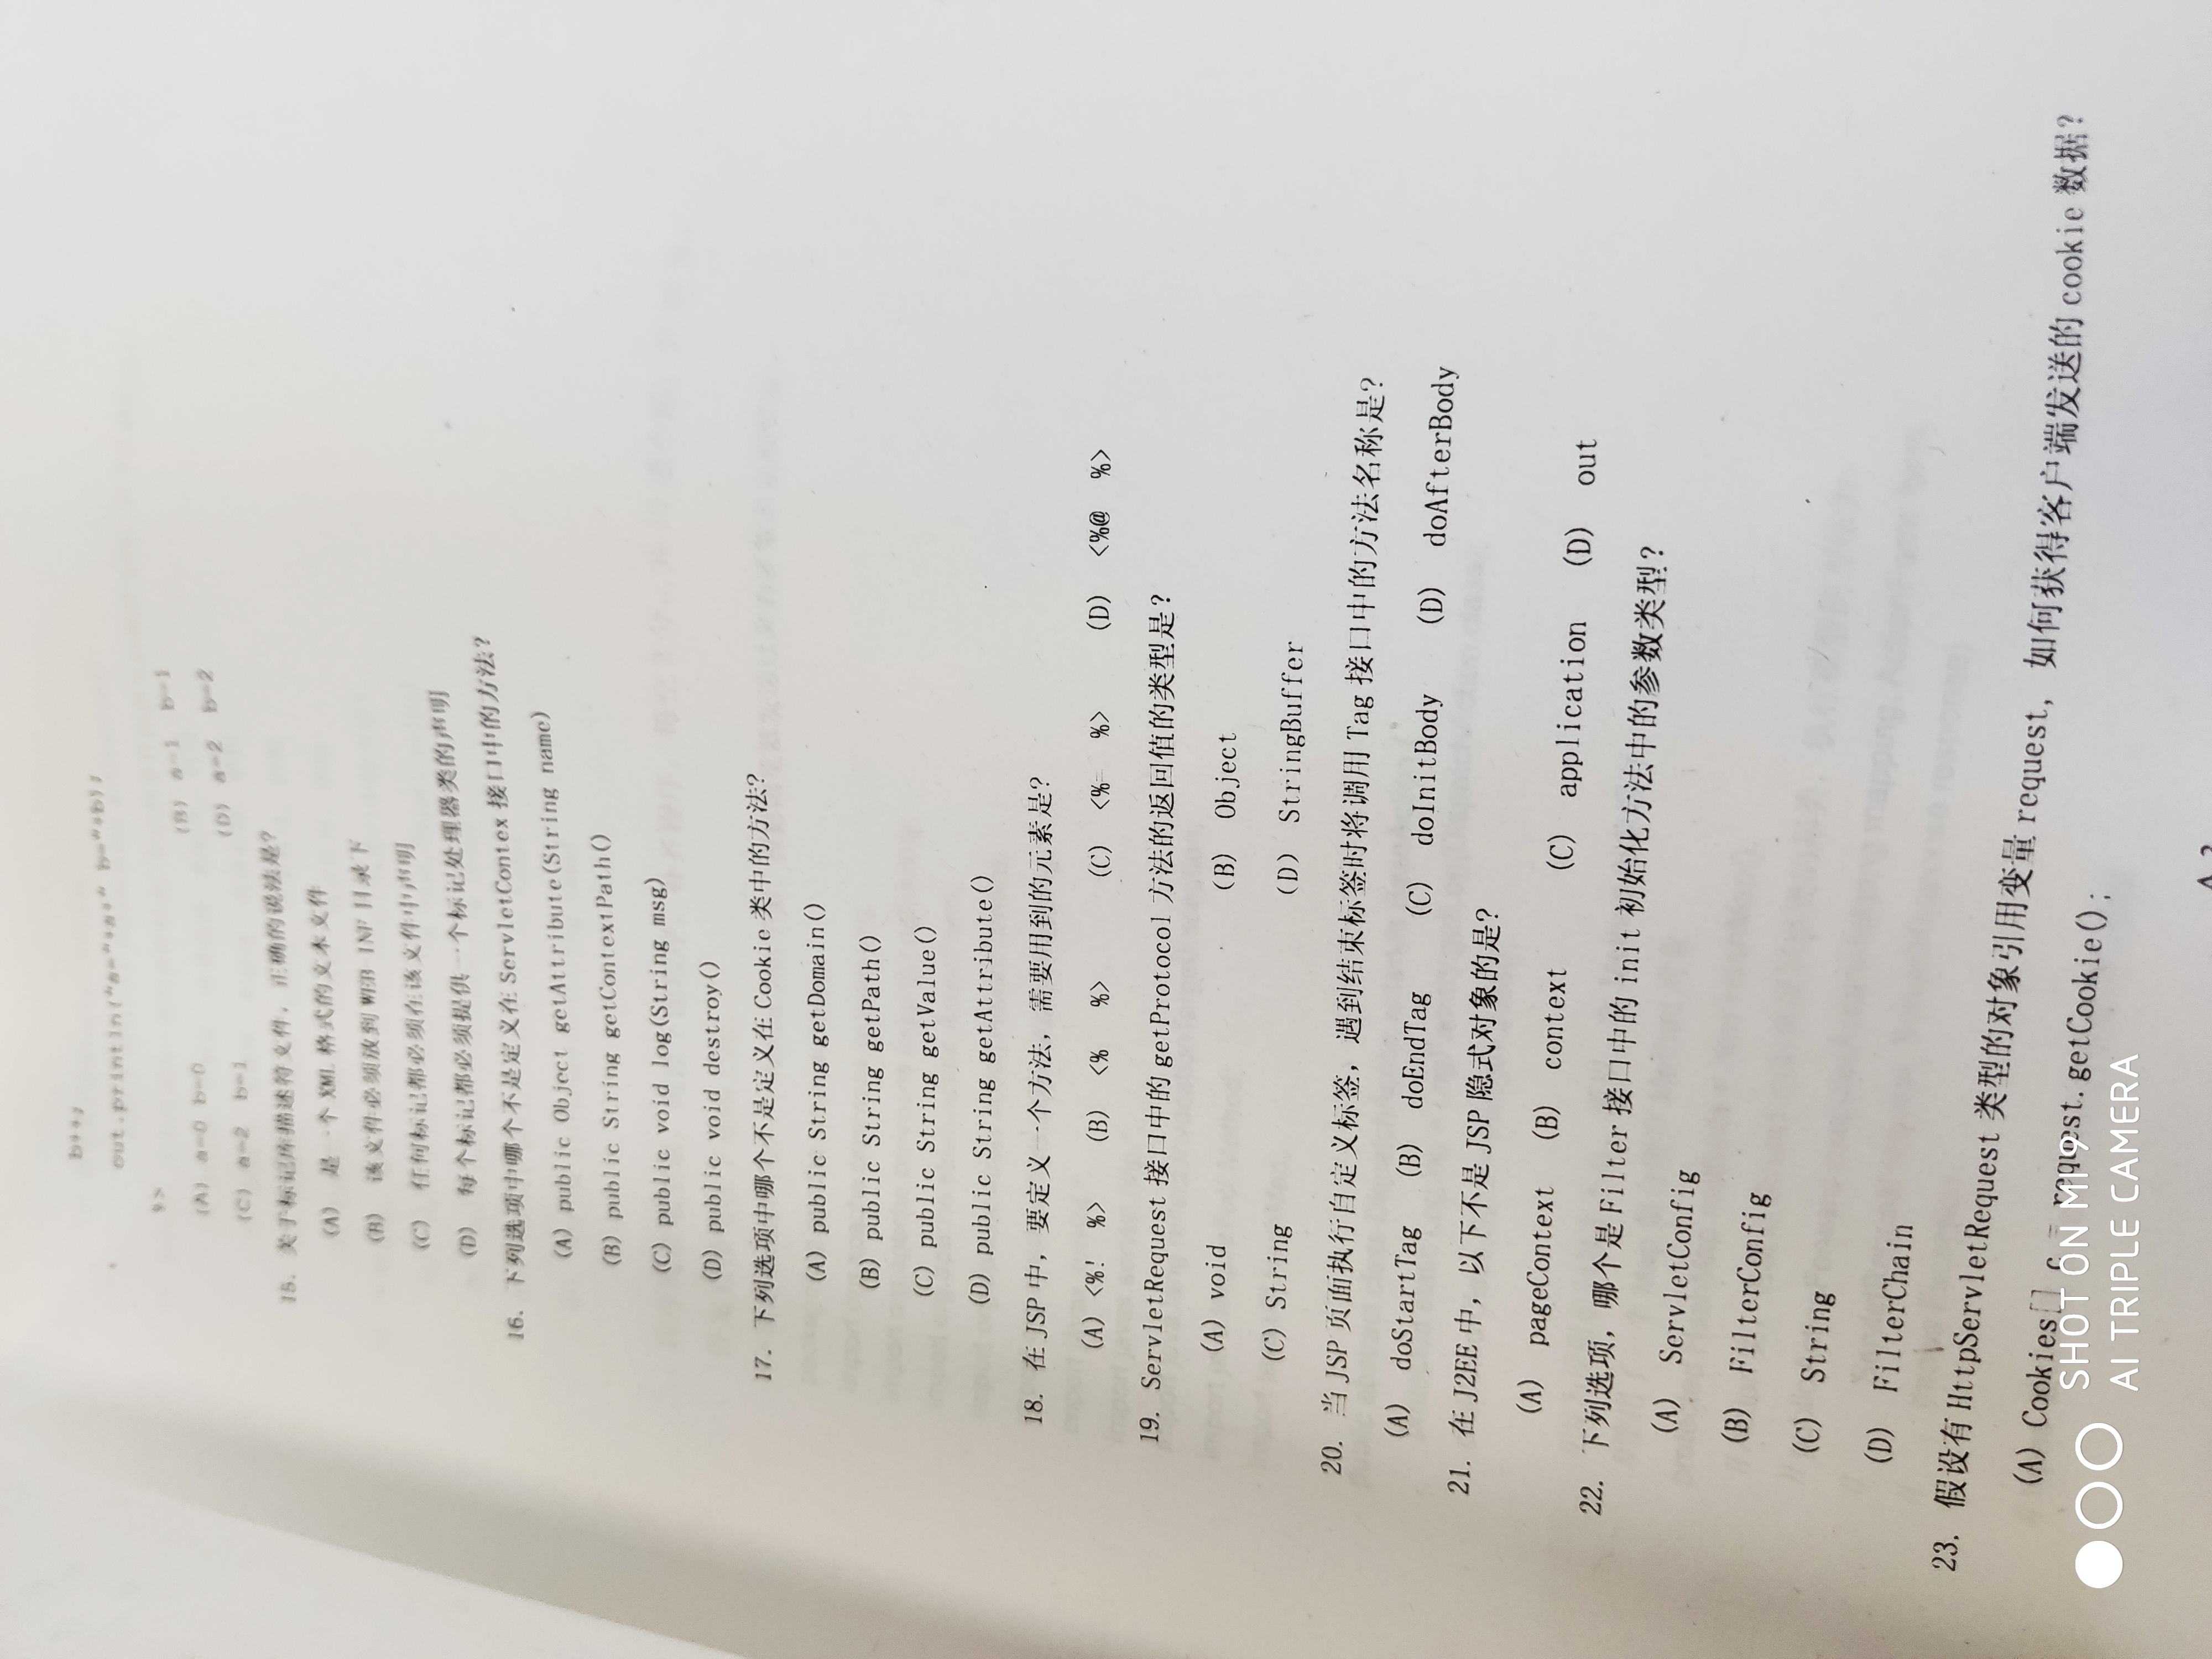 b++;
out.println("a="+a+" b="+b);
%>
(A) a=0 b=0 (B) a=1 b=1
(C) a=2 b=1 (D) a=2 b=2
15. 关于标记库描述符文件，正确的说法是？
(A) 是一个 XML 格式的文本文件
(B) 该文件必须放到 WEB-INF 目录下
(C) 任何标记都必须在该文件中声明
(D) 每个标记都必须提供一个标记处理器类的声明
16. 下列选项中哪个不是定义在 ServletContex 接口中的方法？
(A) public Object getAttribute(String name)
(B) public String getContextPath()
(C) public void log(String msg)
(D) public void destroy()
17. 下列选项中哪个不是定义在 Cookie 类中的方法？
(A) public String getDomain()
(B) public String getPath()
(C) public String getValue()
(D) public String getAttribute()
18. 在 JSP 中，要定义一个方法，需要用到的元素是？
(A) <%! %> (B) <% %> (C) <%= %> (D) <%@ %>
19. ServletRequest 接口中的 getProtocol 方法的返回值的类型是？
(A) void (B) Object
(C) String (D) StringBuffer
20. 当 JSP 页面执行自定义标签，遇到结束标签时将调用 Tag 接口中的方法名称是？
(A) doStartTag (B) doEndTag (C) doInitBody (D) doAfterBody
21. 在 J2EE 中，以下不是 JSP 隐式对象的是？
(A) pageContext (B) context (C) application (D) out
22. 下列选项，哪个是 Filter 接口中的 init 初始化方法中的参数类型？
(A) ServletConfig
(B) FilterConfig
(C) String
(D) FilterChain
23. 假设有 HttpServletRequest 类型的对象引用变量 request，如何获得客户端发送的 cookie 数据？
(A) Cookies[] c = request.getCookie();
SHOT ON MI 9
AI TRIPLE CAMERA